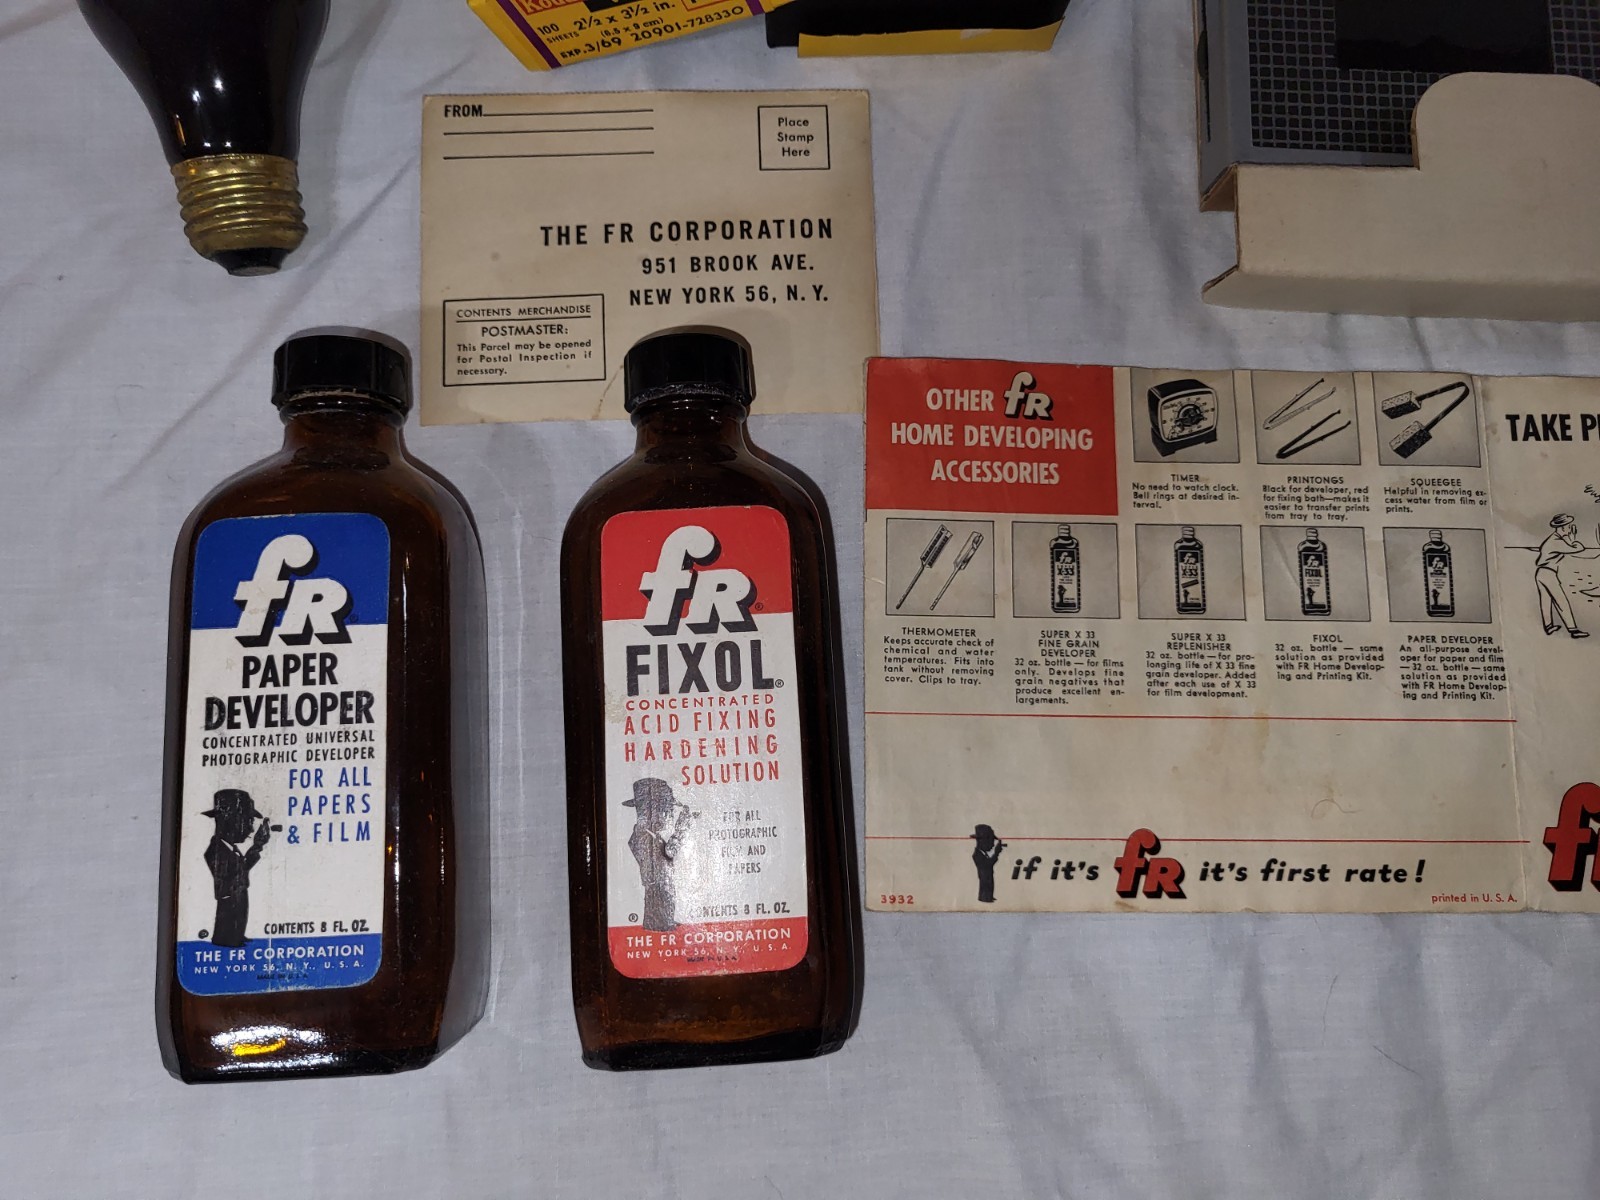 Kodak
100 2½ x 3½ in.
SHEETS (6.5 x 9 cm)
EXP. 3/69 20901-728330
FROM
Place
Stamp
Here
THE FR CORPORATION
951 BROOK AVE.
NEW YORK 56, N. Y.
CONTENTS MERCHANDISE
POSTMASTER:
This Parcel may be opened
for Postal Inspection if
necessary.
fR
PAPER
DEVELOPER
CONCENTRATED UNIVERSAL
PHOTOGRAPHIC DEVELOPER
FOR ALL
PAPERS
& FILM
CONTENTS 8 FL. OZ.
THE FR CORPORATION
NEW YORK 56, N. Y., U. S. A.
MADE IN U.S.A.
fR®
FIXOL®
CONCENTRATED
ACID FIXING
HARDENING
SOLUTION
FOR ALL
PHOTOGRAPHIC
FILM AND
PAPERS
®
CONTENTS 8 FL. OZ.
THE FR CORPORATION
NEW YORK 56, N. Y., U. S. A.
MADE IN U.S.A.
OTHER fR
HOME DEVELOPING
ACCESSORIES
TIMER
No need to watch clock.
Bell rings at desired in-
terval.
PRINTONGS
Black for developer, red
for fixing bath—makes it
easier to transfer prints
from tray to tray.
SQUEEGEE
Helpful in removing ex-
cess water from film or
prints.
THERMOMETER
Keeps accurate check of
chemical and water
temperatures. Fits into
tank without removing
cover. Clips to tray.
SUPER X 33
FINE GRAIN
DEVELOPER
32 oz. bottle — for films
only. Develops fine
grain negatives that
produce excellent en-
largements.
SUPER X 33
REPLENISHER
32 oz. bottle — for pro-
longing life of X 33 fine
grain developer. Added
after each use of X 33
for film development.
FIXOL
32 oz. bottle — same
solution as provided
with FR Home Develop-
ing and Printing Kit.
PAPER DEVELOPER
An all-purpose devel-
oper for paper and film
— 32 oz. bottle — same
solution as provided
with FR Home Develop-
ing and Printing Kit.
if it's fR it's first rate!
3932
printed in U. S. A.
TAKE